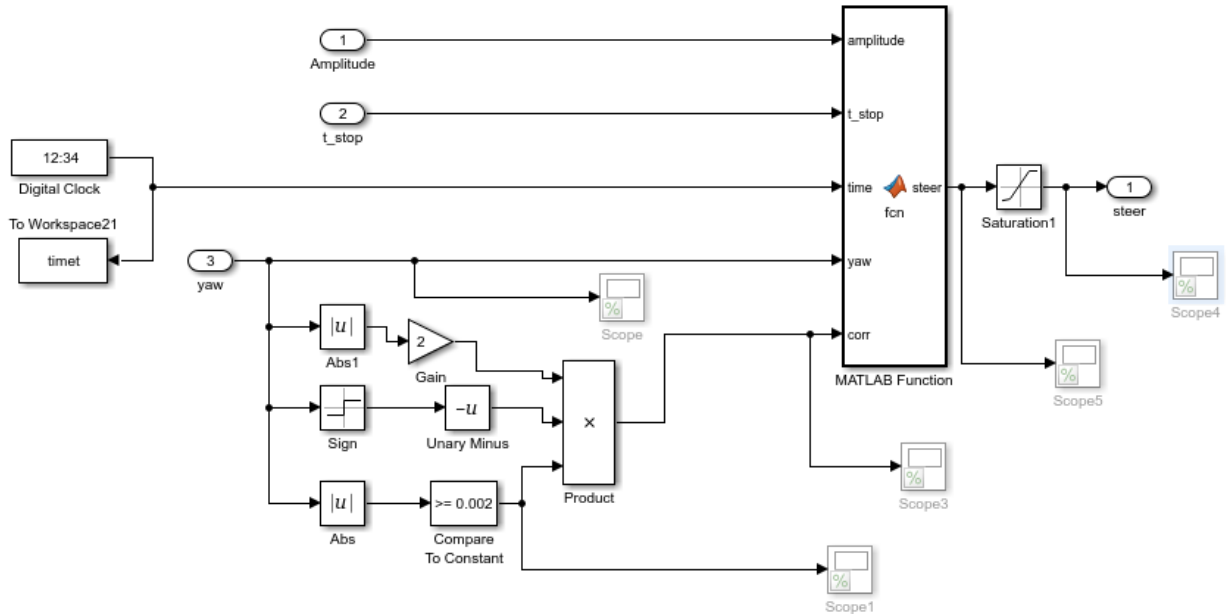 1
Amplitude
amplitude
2
t_stop
t_stop
12:34
Digital Clock
time
steer
fcn
Saturation1
1
steer
To Workspace21
timet
3
yaw
yaw
%
Scope
%
Scope4
|u|
Abs1
2
Gain
corr
MATLAB Function
%
Scope5
Sign
-u
Unary Minus
×
Product
%
Scope3
|u|
Abs
>= 0.002
Compare
To Constant
%
Scope1